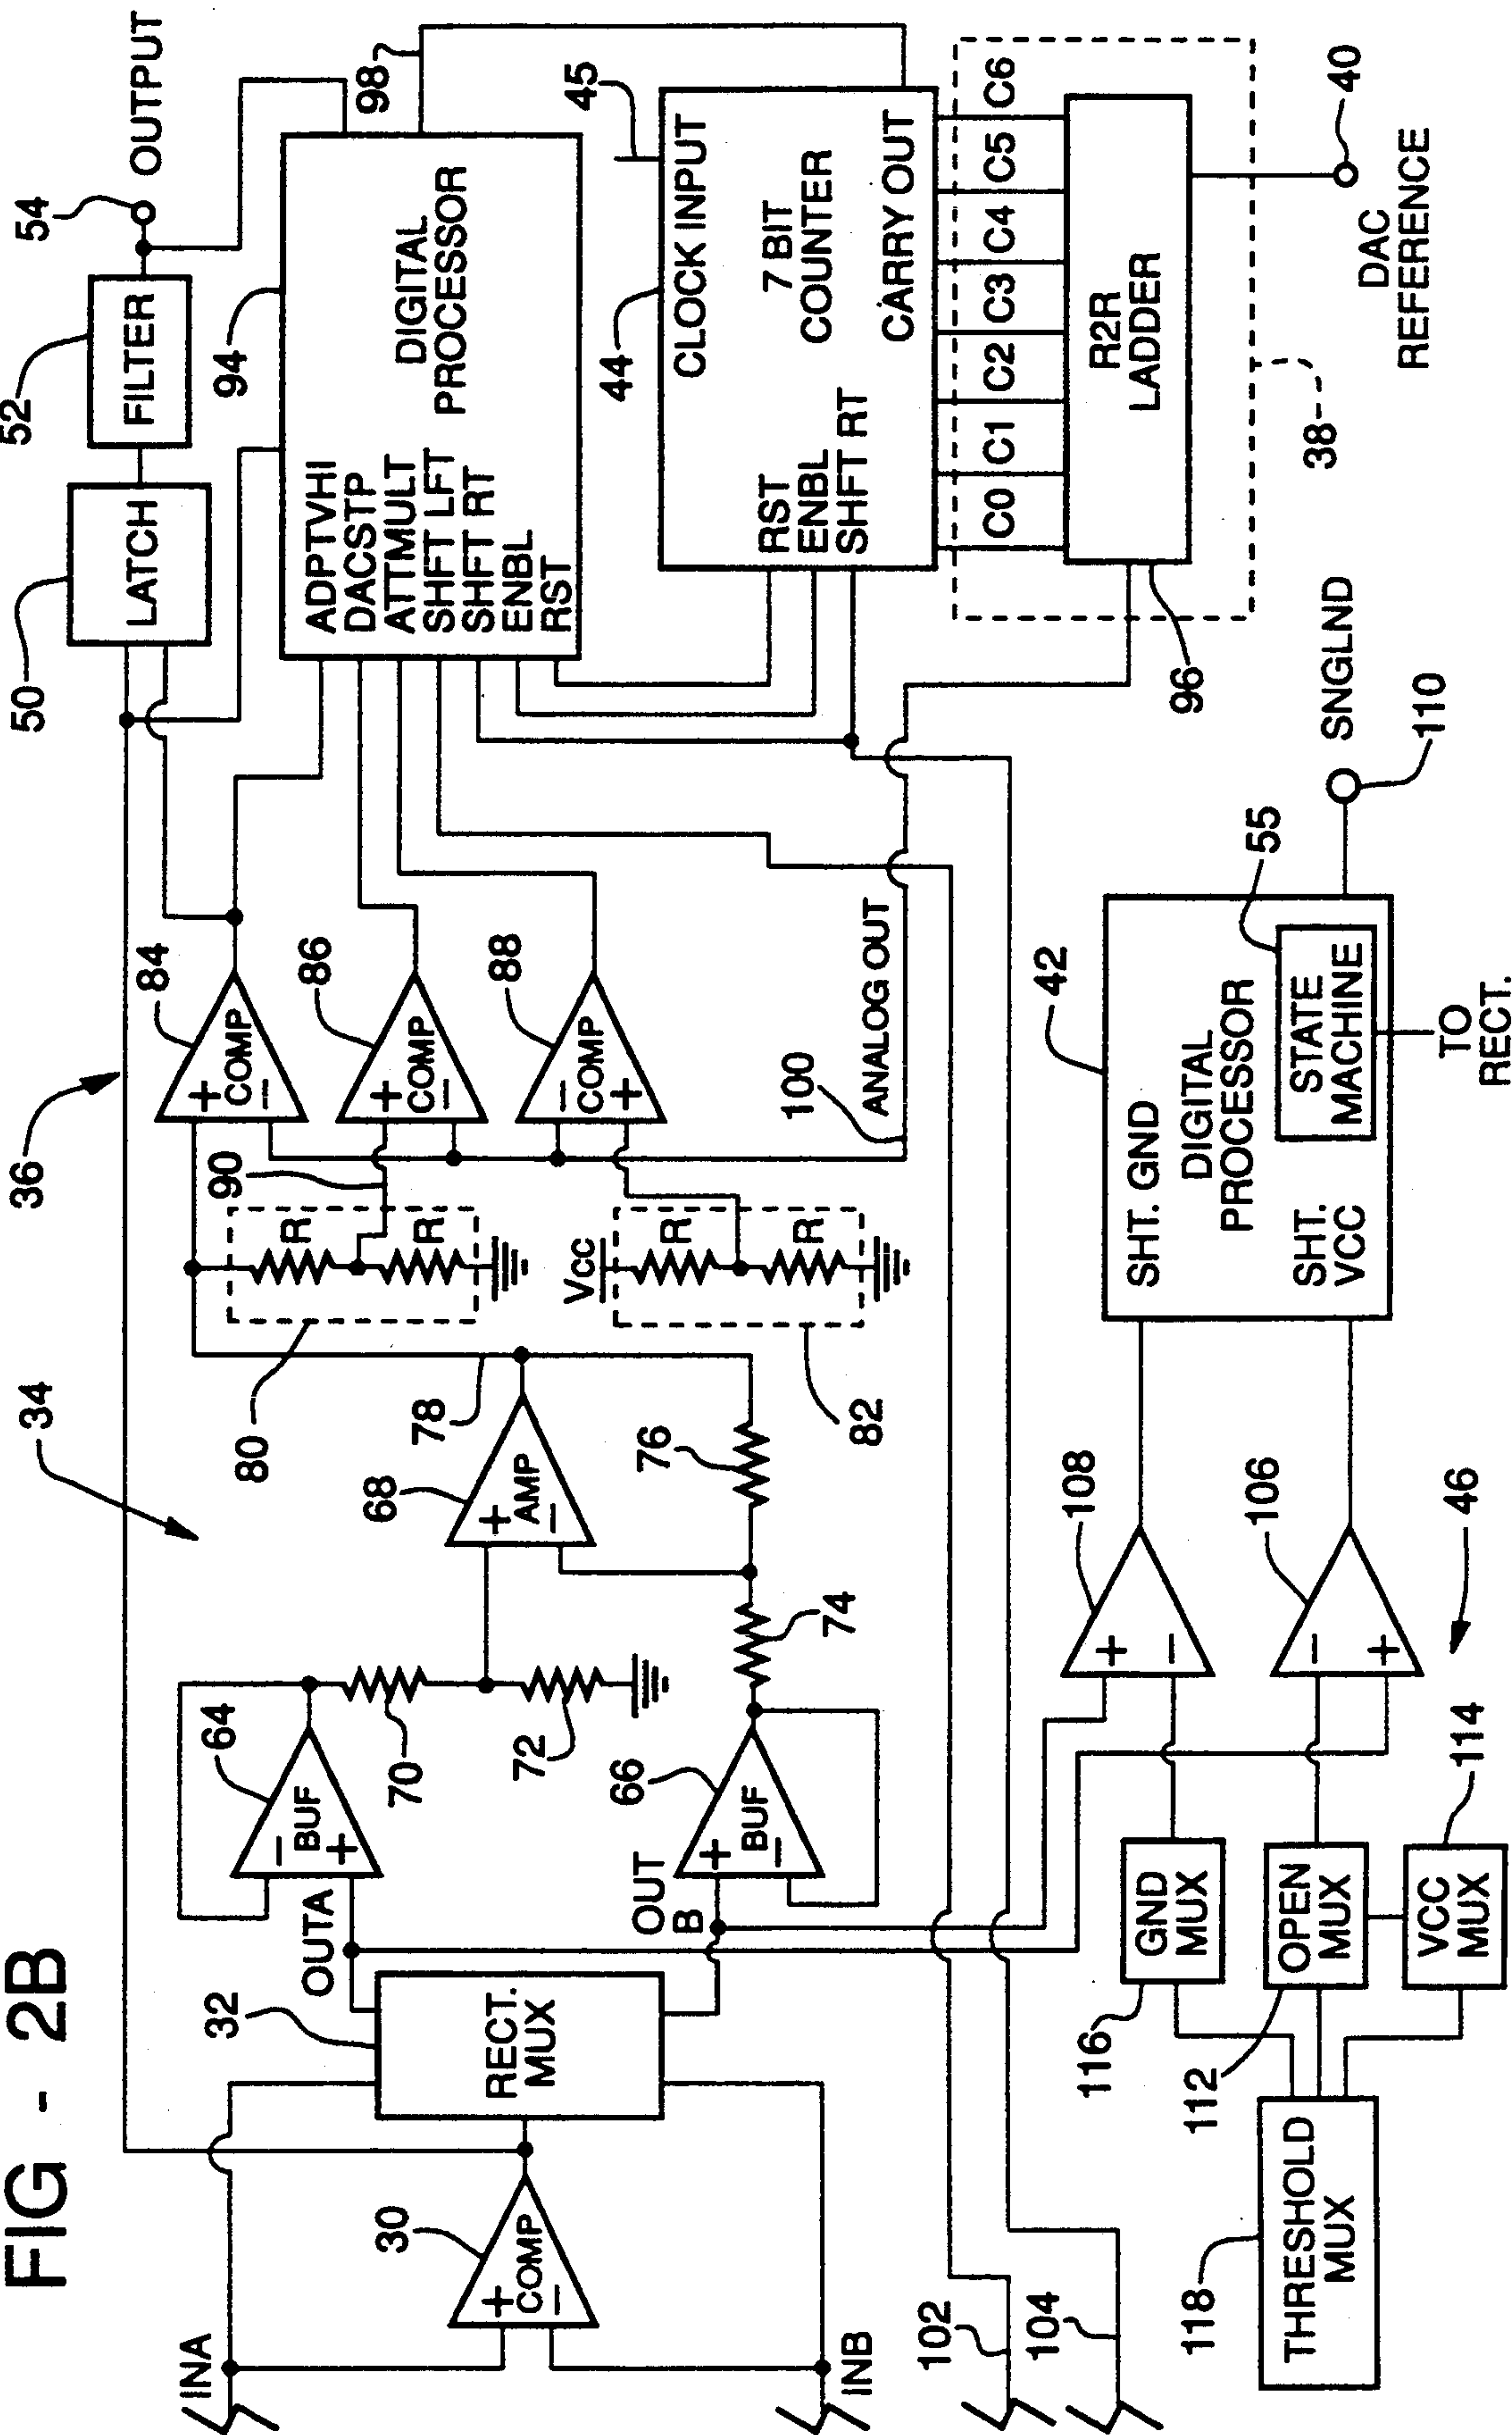 FIG - 2B
INA
INB
30
+
COMP
−
32
RECT.
MUX
OUTA
OUT
B
64
−
BUF
+
66
+
BUF
−
70
72
74
76
34
68
+
AMP
−
78
80
R
R
82
VCC
R
R
90
36
84
+
COMP
−
86
+
COMP
−
88
−
COMP
+
100
ANALOG OUT
50
LATCH
52
FILTER
54
OUTPUT
94
ADPTVHI
DACSTP
ATTMULT
SHFT LFT
SHFT RT
ENBL
RST
DIGITAL
PROCESSOR
98
44
45
CLOCK INPUT
7 BIT
COUNTER
RST
ENBL
SHFT RT
CARRY OUT
C0
C1
C2
C3
C4
C5
C6
R2R
LADDER
96
38
40
DAC
REFERENCE
102
104
118
THRESHOLD
MUX
116
GND
MUX
112
OPEN
MUX
114
VCC
MUX
108
+
−
106
−
+
46
42
SHT. GND
DIGITAL
PROCESSOR
SHT.
VCC
55
STATE
MACHINE
TO
RECT.
SNGLND
110